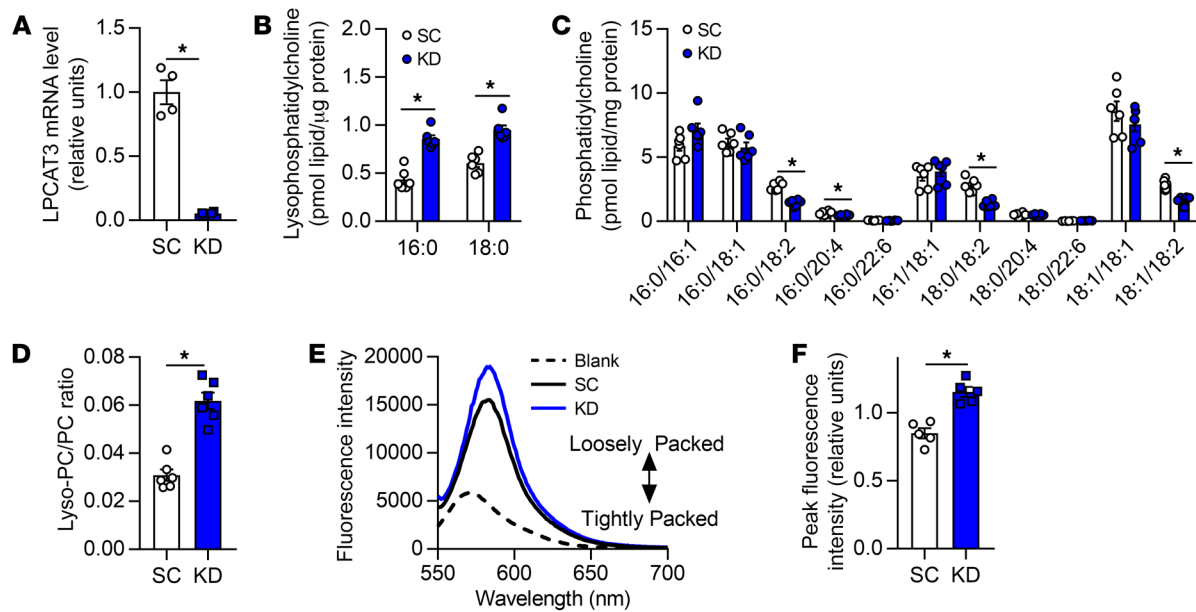 A
LPCAT3 mRNA level
(relative units)
1.5
1.0
0.5
0.0
*
SC KD
B
Lysophosphatidylcholine
(pmol lipid/μg protein)
2.0
1.5
1.0
0.5
0.0
SC
KD
* *
16:0 18:0
C
Phosphatidylcholine
(pmol lipid/mg protein)
15
10
5
0
SC
KD
* * * *
16:0/16:1
16:0/18:1
16:0/18:2
16:0/20:4
16:0/22:6
16:1/18:1
18:0/18:2
18:0/20:4
18:0/22:6
18:1/18:1
18:1/18:2
D
Lyso-PC/PC ratio
0.08
0.06
0.04
0.02
0.00
*
SC KD
E
Fluorescence intensity
20000
15000
10000
5000
0
Blank
SC
KD
Loosely Packed
Tightly Packed
550 600 650 700
Wavelength (nm)
F
Peak fluorescence
intensity (relative units)
1.0
0.5
0.0
*
SC KD